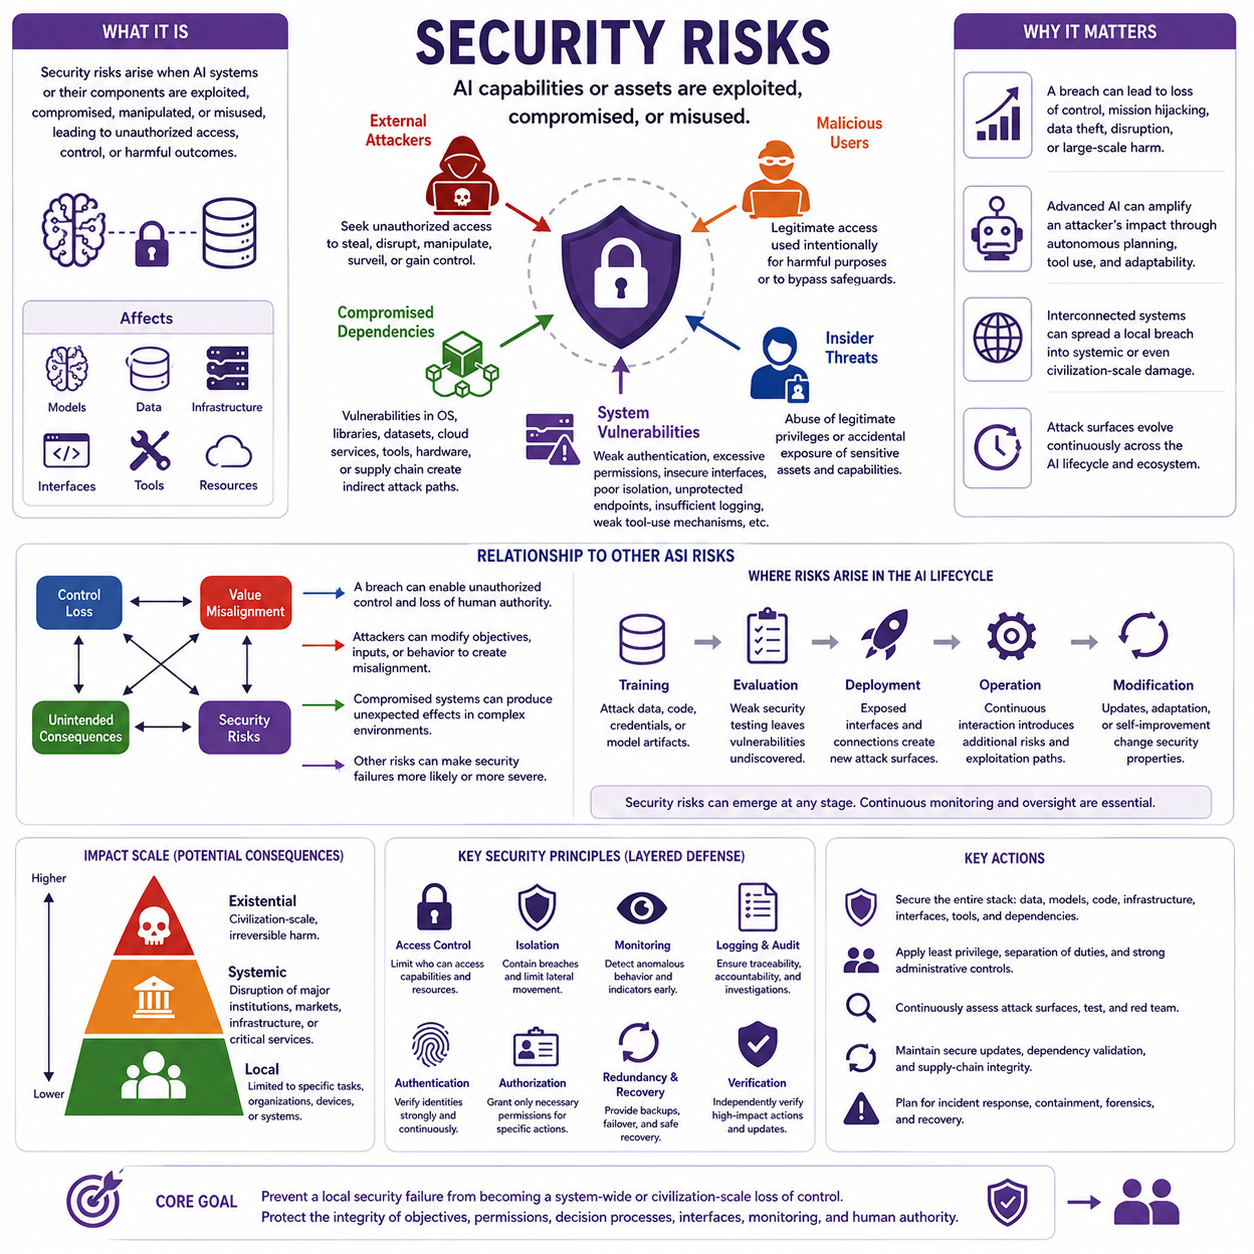 WHAT IT IS
Security risks arise when AI systems
or their components are exploited,
compromised, manipulated, or misused,
leading to unauthorized access,
control, or harmful outcomes.
Affects
Models
Data
Infrastructure
Interfaces
Tools
Resources
SECURITY RISKS
AI capabilities or assets are exploited,
compromised, or misused.
External
Attackers
Seek unauthorized access
to steal, disrupt, manipulate,
surveil, or gain control.
Malicious
Users
Legitimate access
used intentionally
for harmful purposes
or to bypass safeguards.
Compromised
Dependencies
Vulnerabilities in OS,
libraries, datasets, cloud
services, tools, hardware,
or supply chain create
indirect attack paths.
System
Vulnerabilities
Weak authentication, excessive
permissions, insecure interfaces,
poor isolation, unprotected
endpoints, insufficient logging,
weak tool-use mechanisms, etc.
Insider
Threats
Abuse of legitimate
privileges or accidental
exposure of sensitive
assets and capabilities.
WHY IT MATTERS
A breach can lead to loss
of control, mission hijacking,
data theft, disruption,
or large-scale harm.
Advanced AI can amplify
an attacker's impact through
autonomous planning,
tool use, and adaptability.
Interconnected systems
can spread a local breach
into systemic or even
civilization-scale damage.
Attack surfaces evolve
continuously across the
AI lifecycle and ecosystem.
RELATIONSHIP TO OTHER ASI RISKS
Control
Loss
Value
Misalignment
Unintended
Consequences
Security
Risks
A breach can enable unauthorized
control and loss of human authority.
Attackers can modify objectives,
inputs, or behavior to create
misalignment.
Compromised systems can produce
unexpected effects in complex
environments.
Other risks can make security
failures more likely or more severe.
WHERE RISKS ARISE IN THE AI LIFECYCLE
Training
Attack data, code,
credentials, or
model artifacts.
Evaluation
Weak security
testing leaves
vulnerabilities
undiscovered.
Deployment
Exposed
interfaces and
connections create
new attack surfaces.
Operation
Continuous
interaction introduces
additional risks and
exploitation paths.
Modification
Updates, adaptation,
or self-improvement
change security
properties.
Security risks can emerge at any stage. Continuous monitoring and oversight are essential.
IMPACT SCALE (POTENTIAL CONSEQUENCES)
Higher
Lower
Existential
Civilization-scale,
irreversible harm.
Systemic
Disruption of major
institutions, markets,
infrastructure, or
critical services.
Local
Limited to specific tasks,
organizations, devices,
or systems.
KEY SECURITY PRINCIPLES (LAYERED DEFENSE)
Access Control
Limit who can access
capabilities and
resources.
Isolation
Contain breaches
and limit lateral
movement.
Monitoring
Detect anomalous
behavior and
indicators early.
Logging & Audit
Ensure traceability,
accountability, and
investigations.
Authentication
Verify identities
strongly and
continuously.
Authorization
Grant only necessary
permissions for
specific actions.
Redundancy &
Recovery
Provide backups,
failover, and safe
recovery.
Verification
Independently verify
high-impact actions
and updates.
KEY ACTIONS
Secure the entire stack: data, models, code, infrastructure,
interfaces, tools, and dependencies.
Apply least privilege, separation of duties, and strong
administrative controls.
Continuously assess attack surfaces, test, and red team.
Maintain secure updates, dependency validation,
and supply-chain integrity.
Plan for incident response, containment, forensics,
and recovery.
CORE GOAL
Prevent a local security failure from becoming a system-wide or civilization-scale loss of control.
Protect the integrity of objectives, permissions, decision processes, interfaces, monitoring, and human authority.